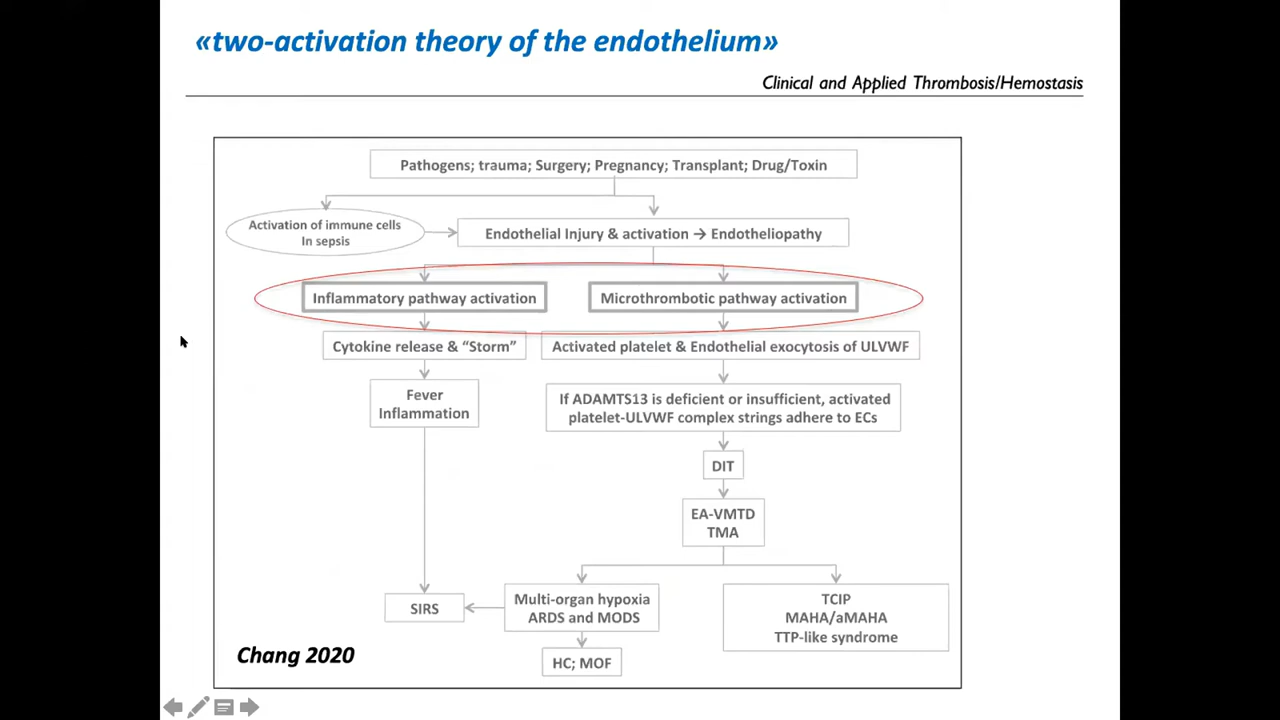 «two-activation theory of the endothelium»
Clinical and Applied Thrombosis/Hemostasis
Pathogens; trauma; Surgery; Pregnancy; Transplant; Drug/Toxin
Activation of immune cells
In sepsis
Endothelial Injury & activation → Endotheliopathy
Inflammatory pathway activation
Microthrombotic pathway activation
Cytokine release & “Storm”
Activated platelet & Endothelial exocytosis of ULVWF
Fever
Inflammation
If ADAMTS13 is deficient or insufficient, activated
platelet-ULVWF complex strings adhere to ECs
DIT
EA-VMTD
TMA
SIRS
Multi-organ hypoxia
ARDS and MODS
TCIP
MAHA/aMAHA
TTP-like syndrome
HC; MOF
Chang 2020